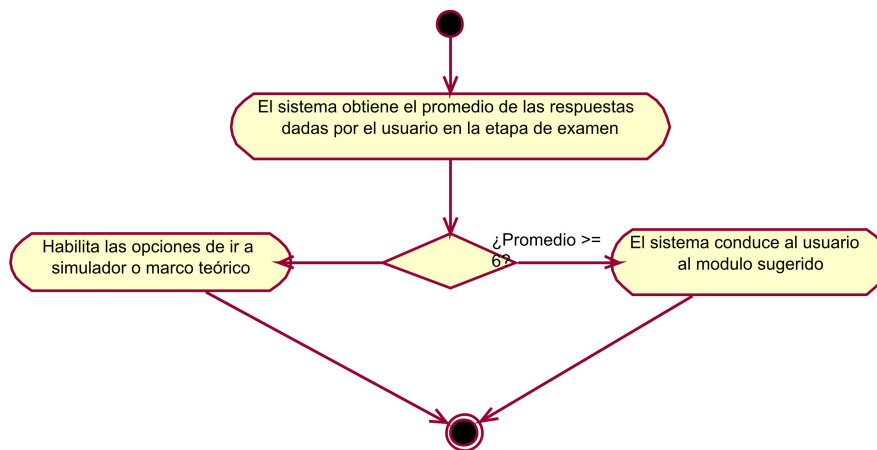 El sistema obtiene el promedio de las respuestas
dadas por el usuario en la etapa de examen
¿Promedio >=
6?
Habilita las opciones de ir a
simulador o marco teórico
El sistema conduce al usuario
al modulo sugerido